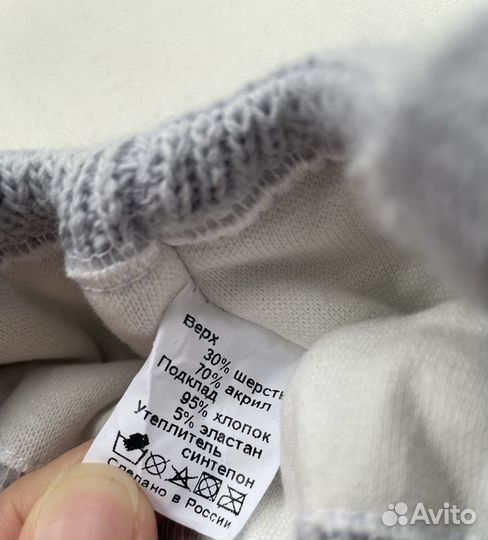 Верх
30% шерсть
70% акрил
Подклад
95% хлопок
5% эластан
утеплитель
синтепон
Сделано в России
Avito